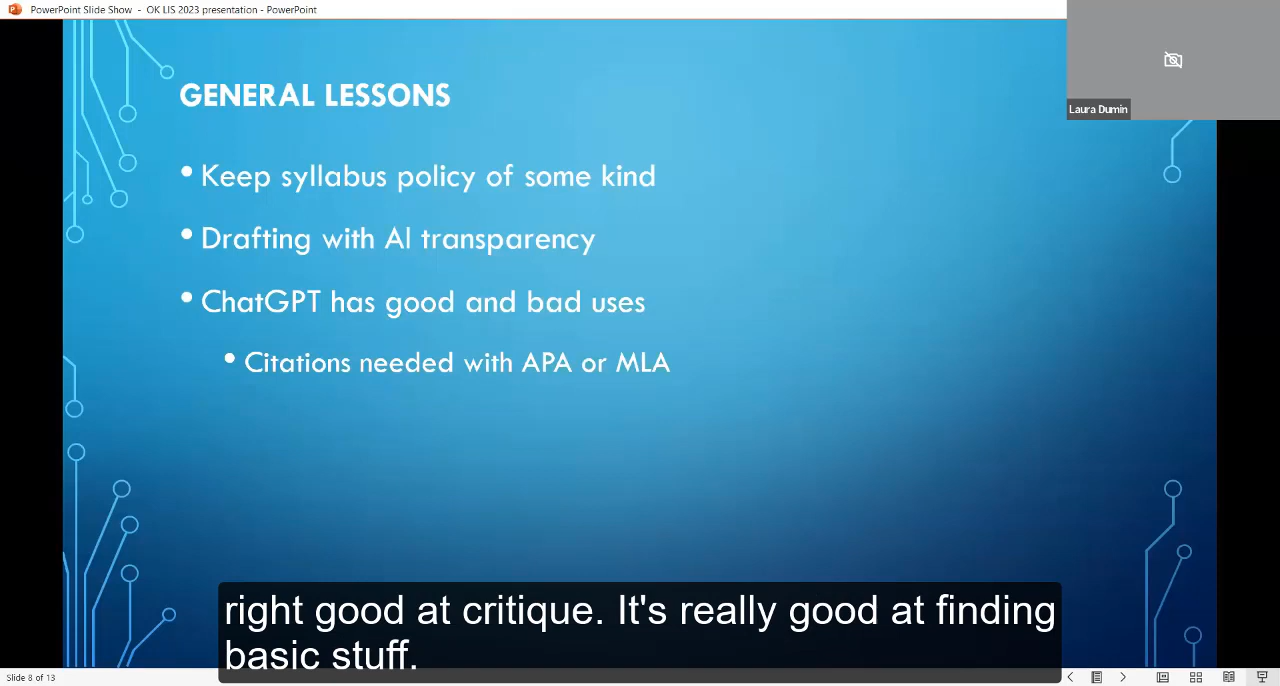 PowerPoint Slide Show - OK LIS 2023 presentation - PowerPoint
Laura Dumin
GENERAL LESSONS
• Keep syllabus policy of some kind
• Drafting with AI transparency
• ChatGPT has good and bad uses
• Citations needed with APA or MLA
right good at critique. It's really good at finding
basic stuff.
Slide 8 of 13